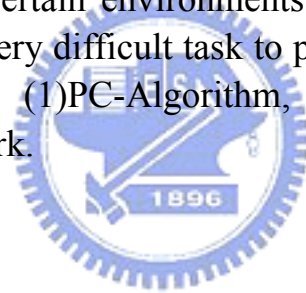 ertain environments
ery difficult task to p
(1)PC-Algorithm,
rk.
1896